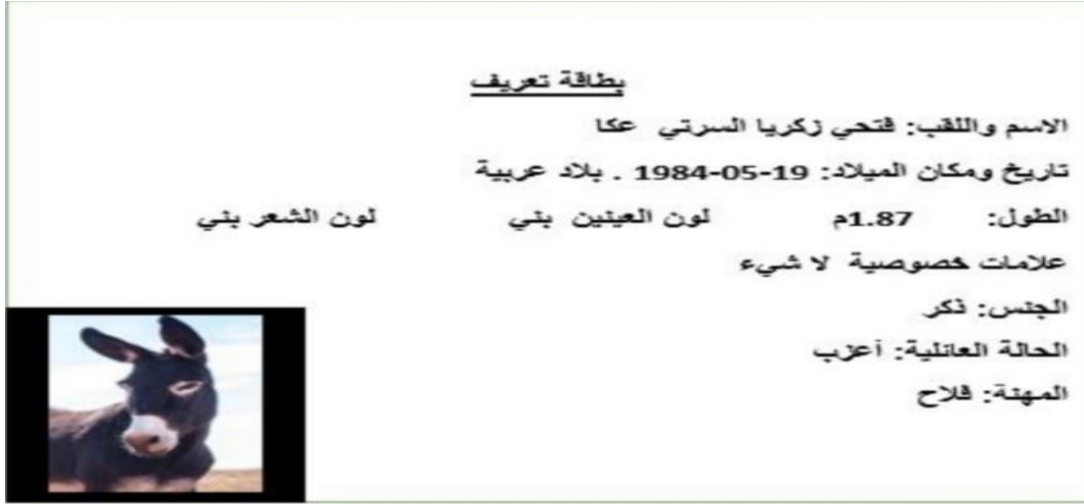 بطاقة تعريف
الاسم واللقب: فتحي زكريا السرتي عكا
تاريخ ومكان الميلاد: 19-05-1984 . بلاد عربية
الطول: 1.87م لون العينين بني لون الشعر بني
علامات خصوصية لا شيء
الجنس: ذكر
الحالة العائلية: أعزب
المهنة: فلاح